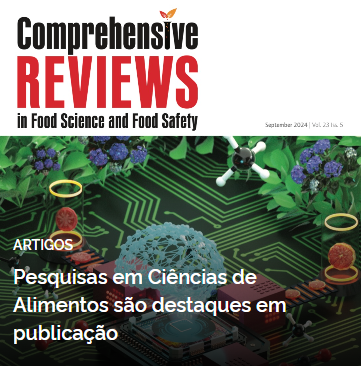 Comprehensive
REVIEWS
in Food Science and Food Safety
September 2024 | Vol. 23 Iss. 5
ARTIGOS
Pesquisas em Ciências de
Alimentos são destaques em
publicação